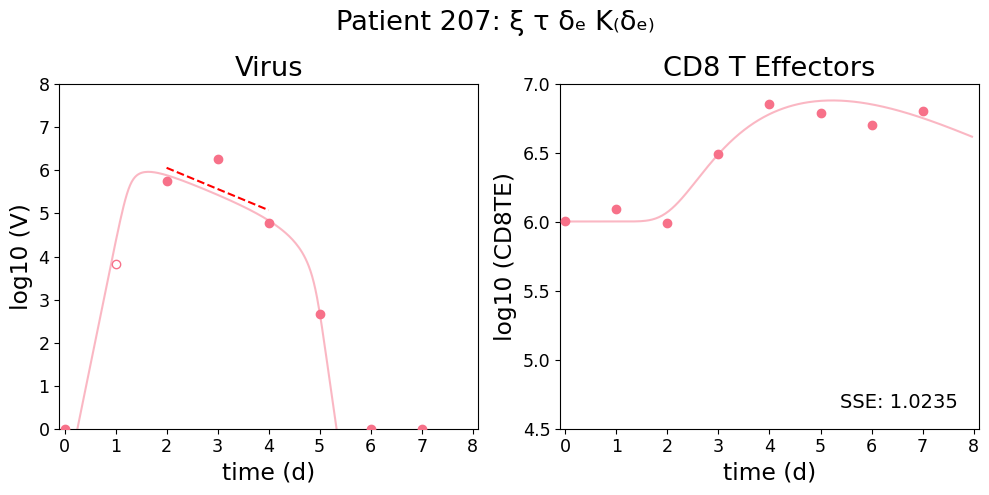 Patient 207: ξ τ δₑ K₍δₑ₎
Virus
CD8 T Effectors
log10 (V)
8
7
6
5
4
3
2
1
0
0 1 2 3 4 5 6 7 8
time (d)
log10 (CD8TE)
7.0
6.5
6.0
5.5
5.0
4.5
SSE: 1.0235
0 1 2 3 4 5 6 7 8
time (d)